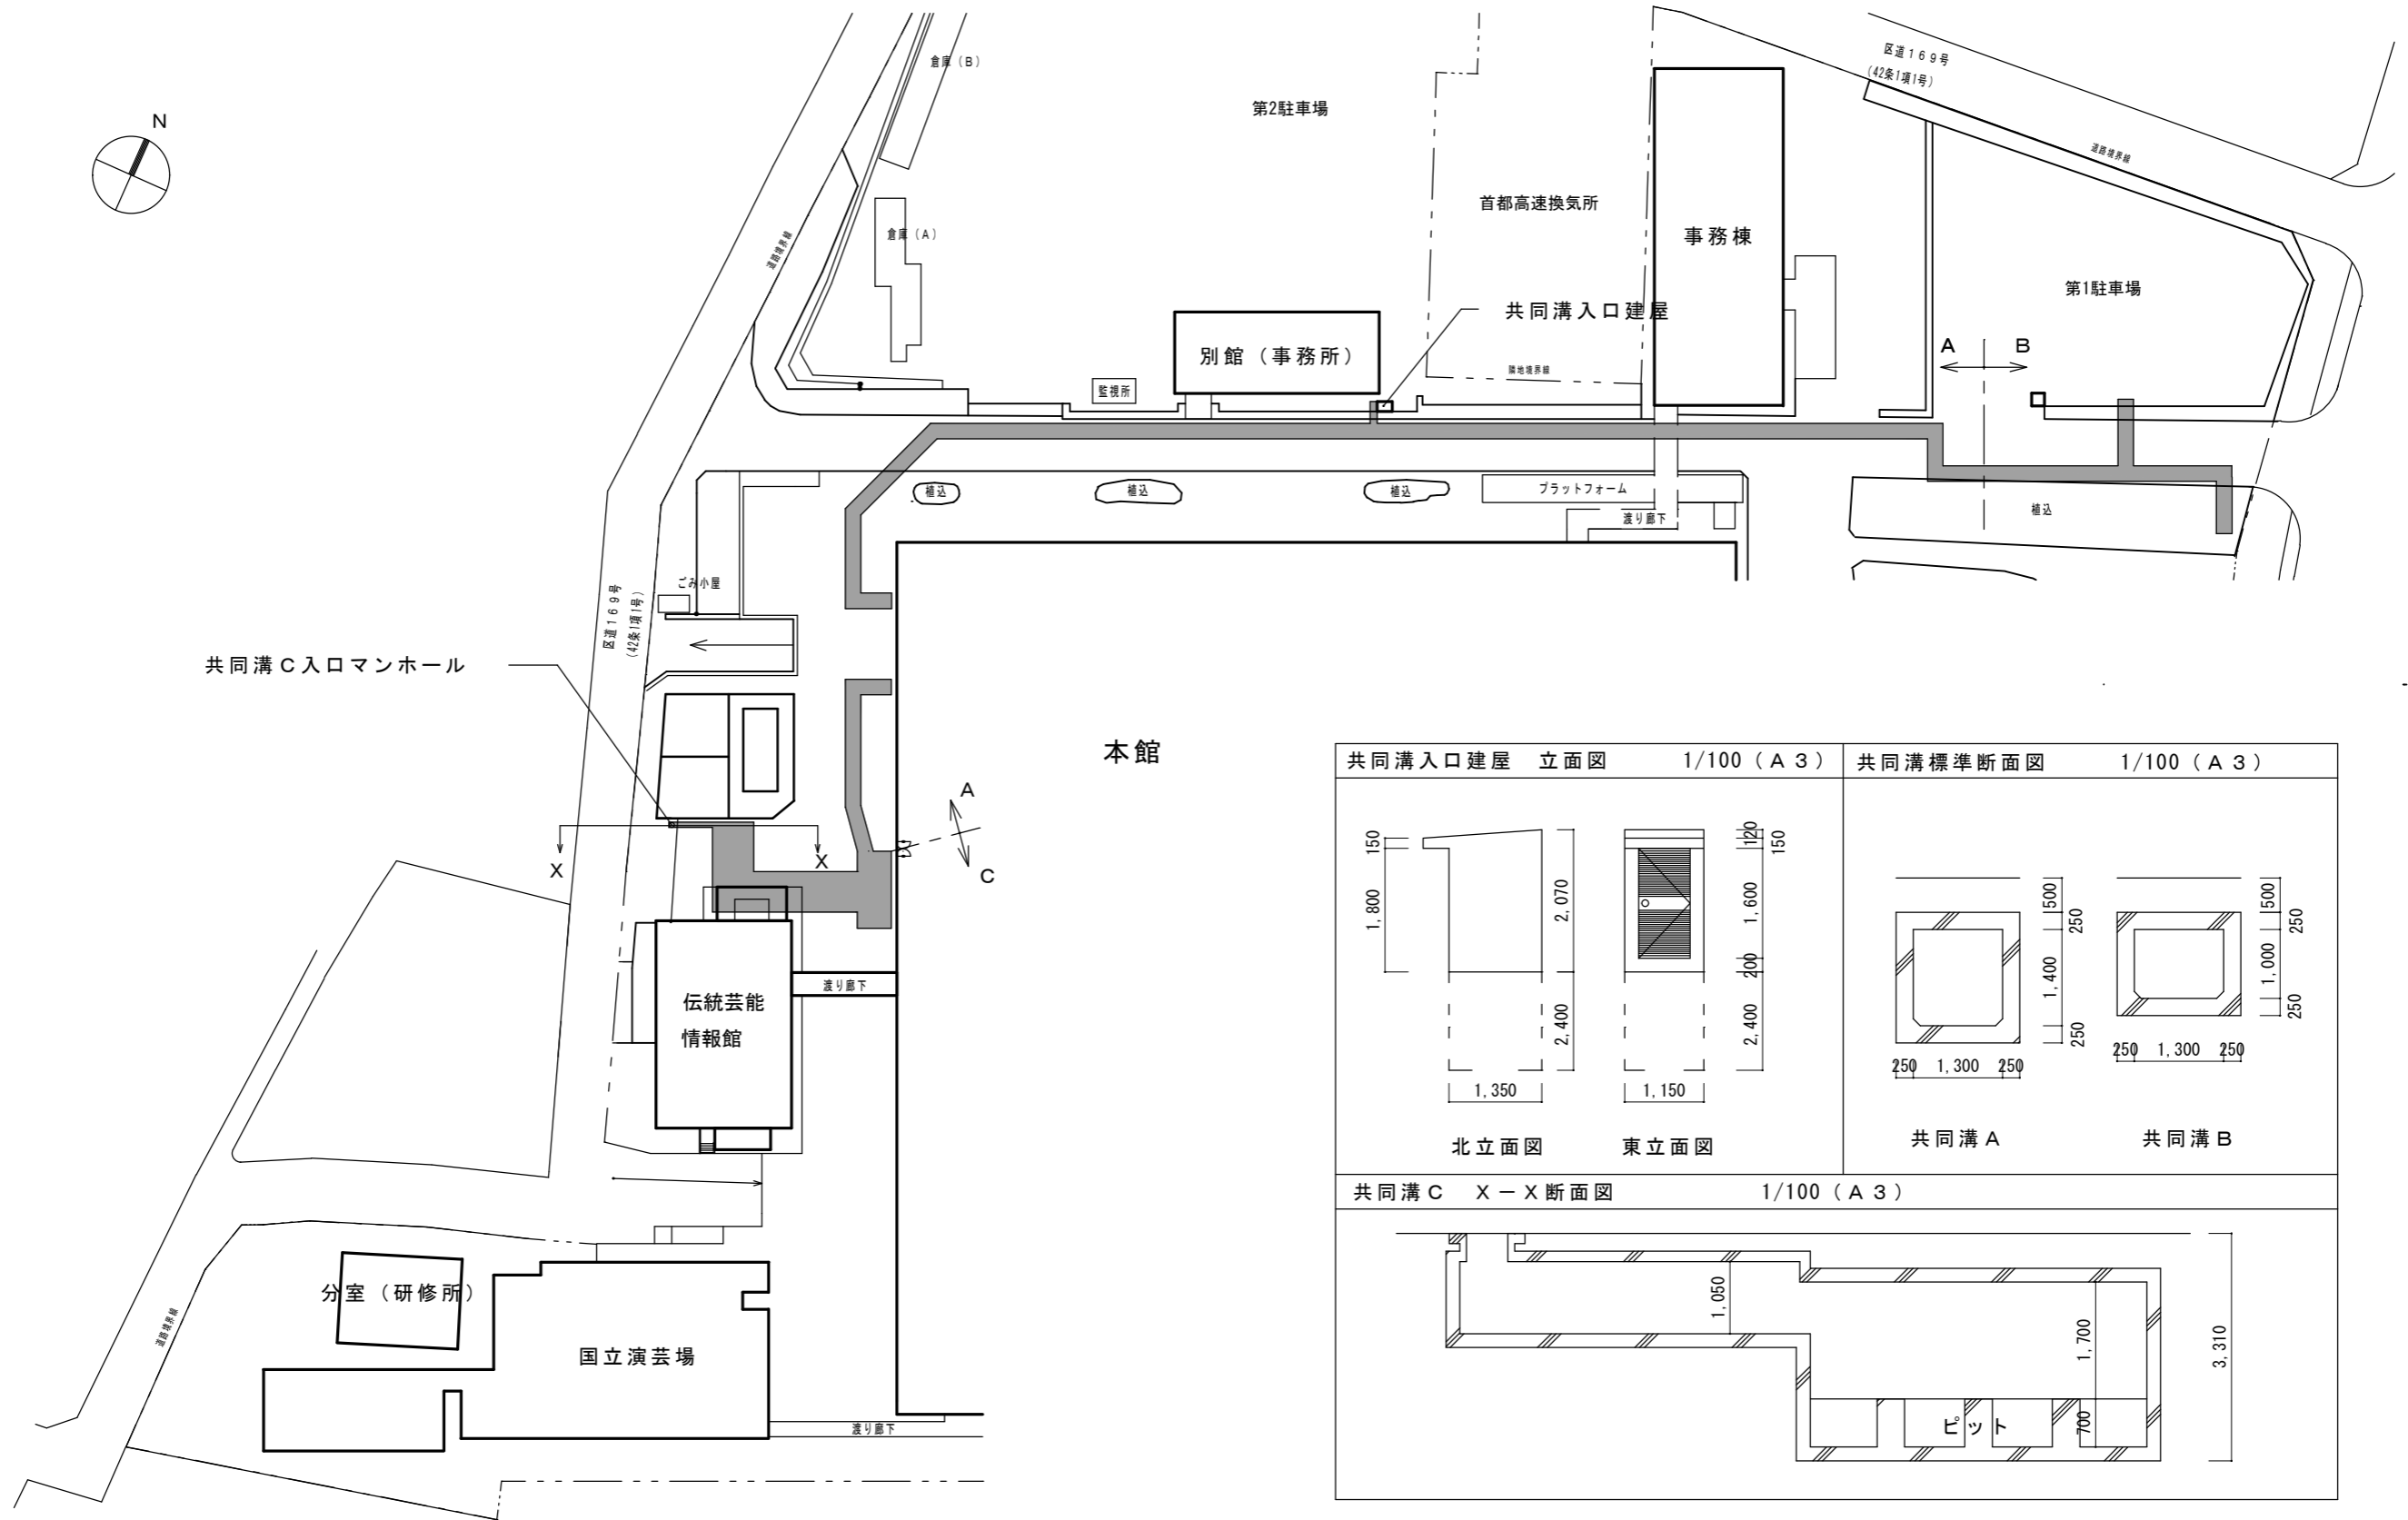 N
倉庫（B）
第2駐車場
区道169号
（42条1項1号）
道路境界線
首都高速換気所
事務棟
倉庫（A）
道路境界線
第1駐車場
共同溝入口建屋
別館（事務所）
A
B
隣地境界線
監視所
植込
植込
植込
プラットフォーム
渡り廊下
植込
ごみ小屋
区道169号
（42条1項1号）
共同溝C入口マンホール
本館
A
C
X
X
渡り廊下
伝統芸能
情報館
分室（研修所）
道路境界線
国立演芸場
渡り廊下
共同溝入口建屋　立面図　1/100（A3）
150
1,800
2,070
2,400
1,350
北立面図
120
150
1,600
200
2,400
1,150
東立面図
共同溝標準断面図　1/100（A3）
500
250
1,400
250
250 1,300 250
共同溝A
500
250
1,000
250
250 1,300 250
共同溝B
共同溝C　X－X断面図　1/100（A3）
1,050
1,700
700
3,310
ピット